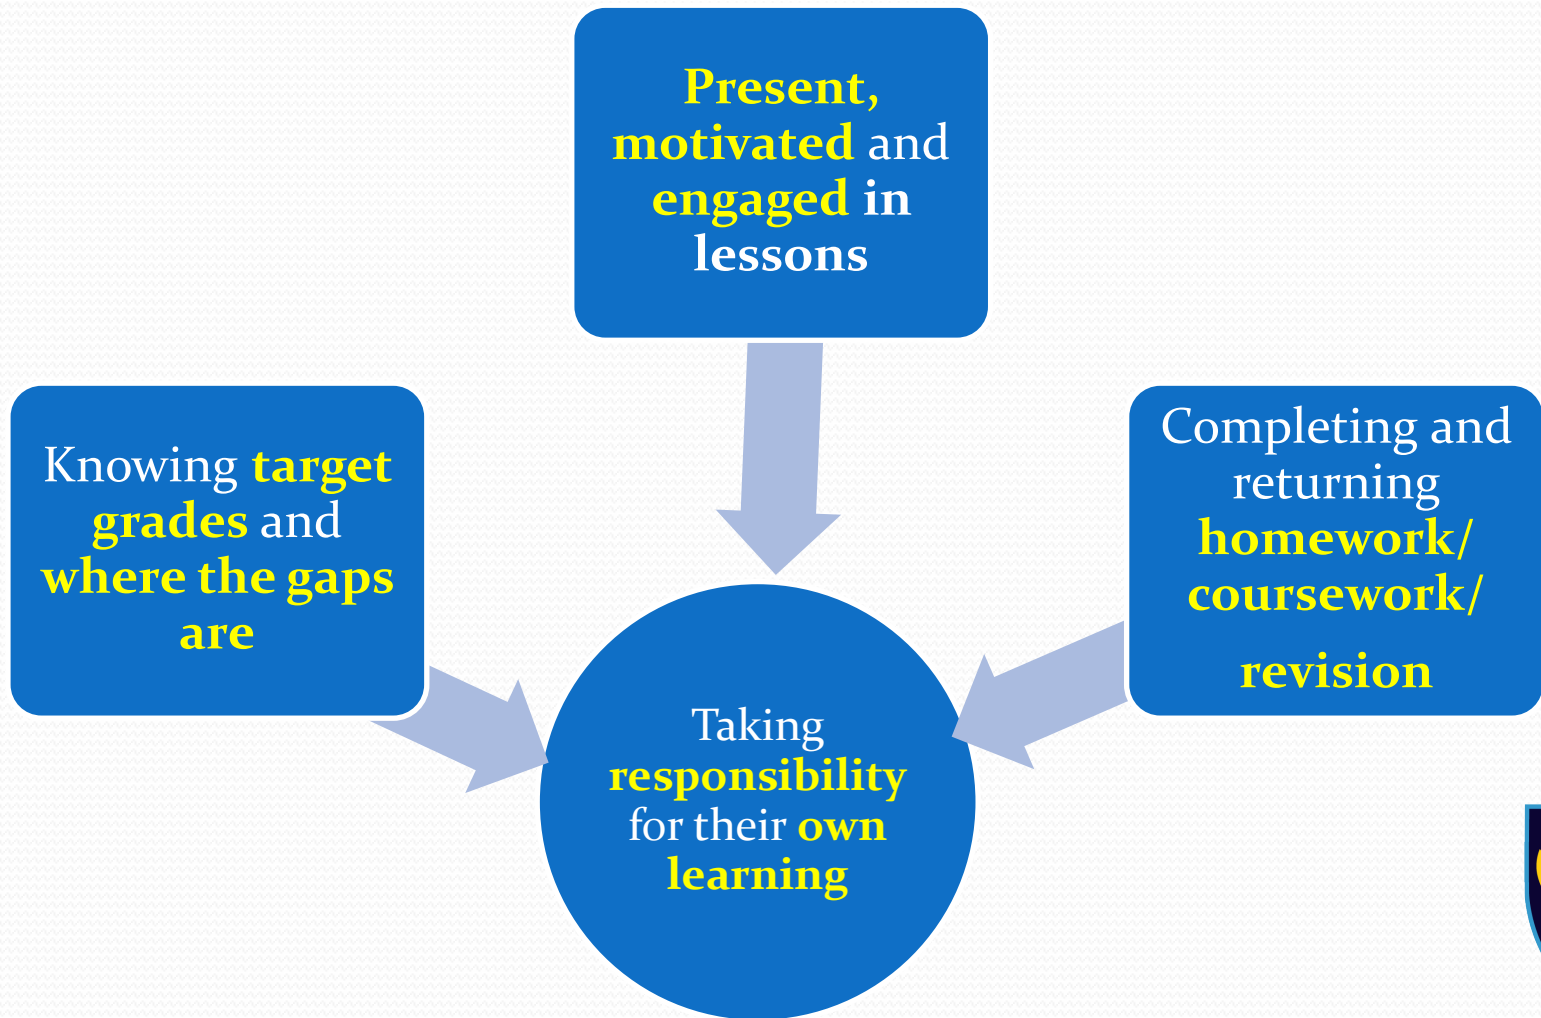 Present,
motivated and
engaged in
lessons
Knowing target
grades and
where the gaps
are
Completing and
returning
homework/
coursework/
revision
Taking
responsibility
for their own
learning